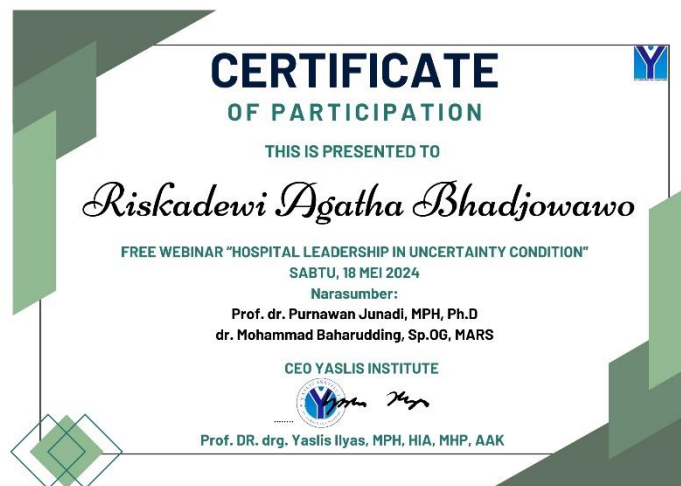 CERTIFICATE
OF PARTICIPATION
THIS IS PRESENTED TO
Riskadewi Agatha Bhadjowawo
FREE WEBINAR "HOSPITAL LEADERSHIP IN UNCERTAINTY CONDITION"
SABTU, 18 MEI 2024
Narasumber:
Prof. dr. Purnawan Junadi, MPH, Ph.D
dr. Mohammad Baharudding, Sp.OG, MARS
CEO YASLIS INSTITUTE
Prof. DR. drg. Yaslis Ilyas, MPH, HIA, MHP, AAK